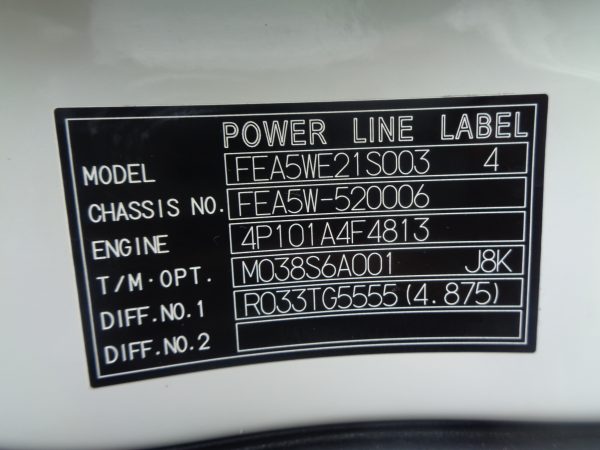 POWER LINE LABEL
MODEL FEA5WE21S003 4
CHASSIS NO. FEA5W-520006
ENGINE 4P101A4F4813
T/M·OPT. M038S6A001 J8K
DIFF.NO.1 R033TG5555(4.875)
DIFF.NO.2